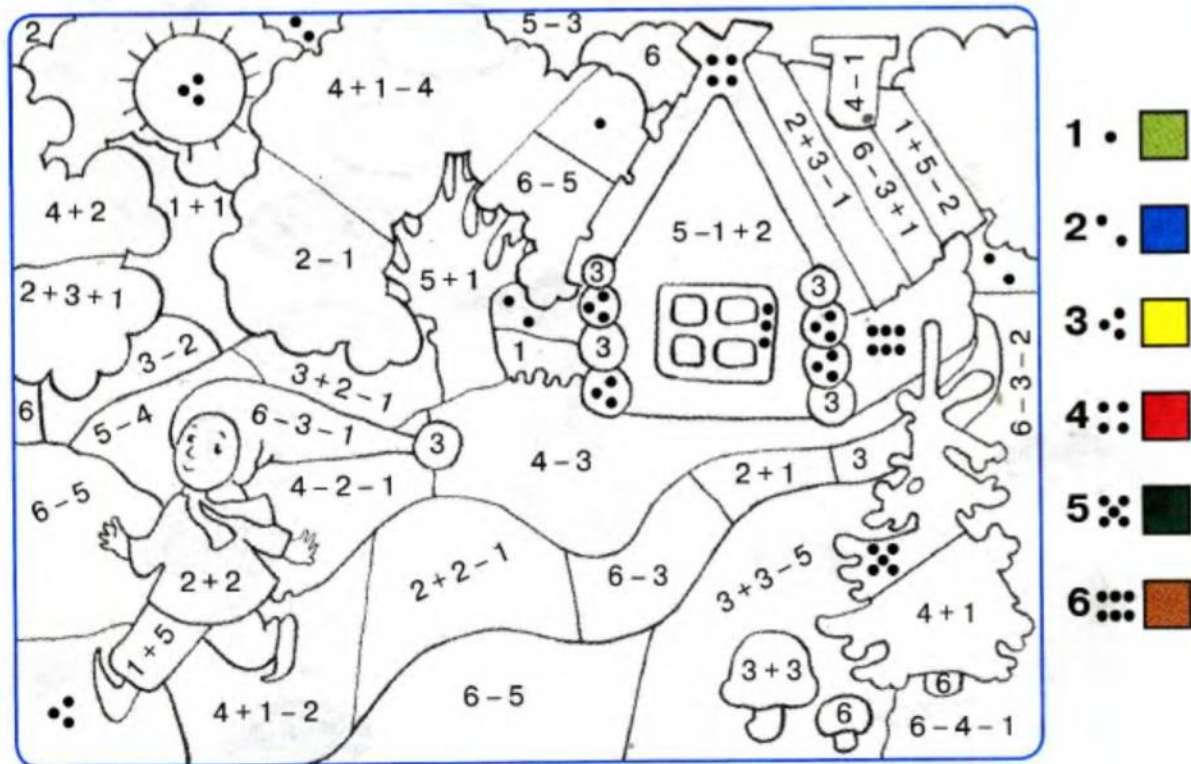 2
5 – 3
6
4 + 1 – 4
4 – 1
2 + 3 – 1
6 – 3 + 1
1 + 5 – 2
1
2
3
4
5
6
4 + 2
1 + 1
6 – 5
2 – 1
5 + 1
5 – 1 + 2
3
3
2 + 3 + 1
3 – 2
1
3
6 – 3 – 2
3 + 2 – 1
3
6
5 – 4
6 – 3 – 1
3
4 – 3
2 + 1
3
6 – 5
4 – 2 – 1
2 + 2
2 + 2 – 1
6 – 3
3 + 3 – 5
4 + 1
1 + 5
3 + 3
6
4 + 1 – 2
6 – 5
6
6 – 4 – 1